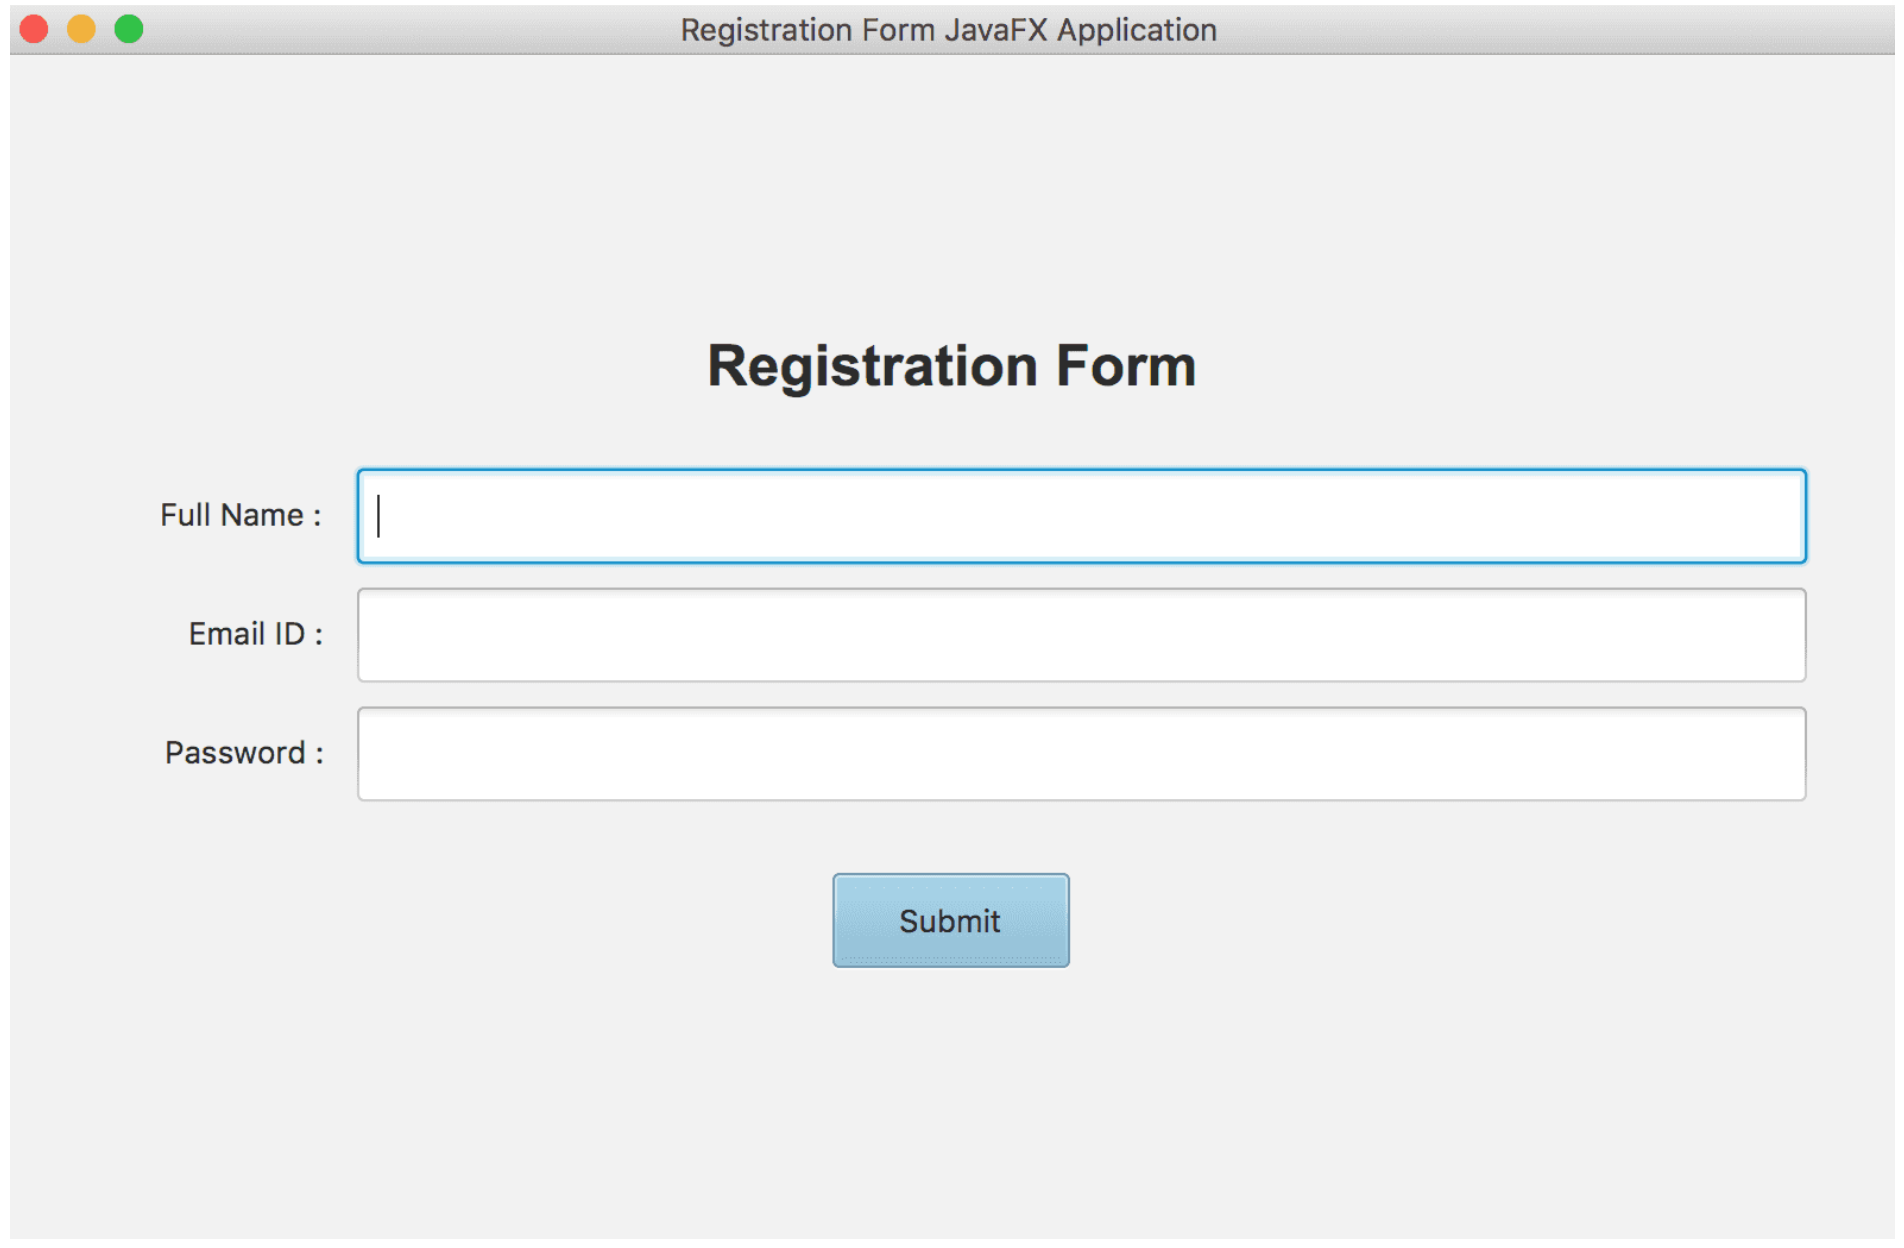 Registration Form JavaFX Application
Registration Form
Full Name :
Email ID :
Password :
Submit